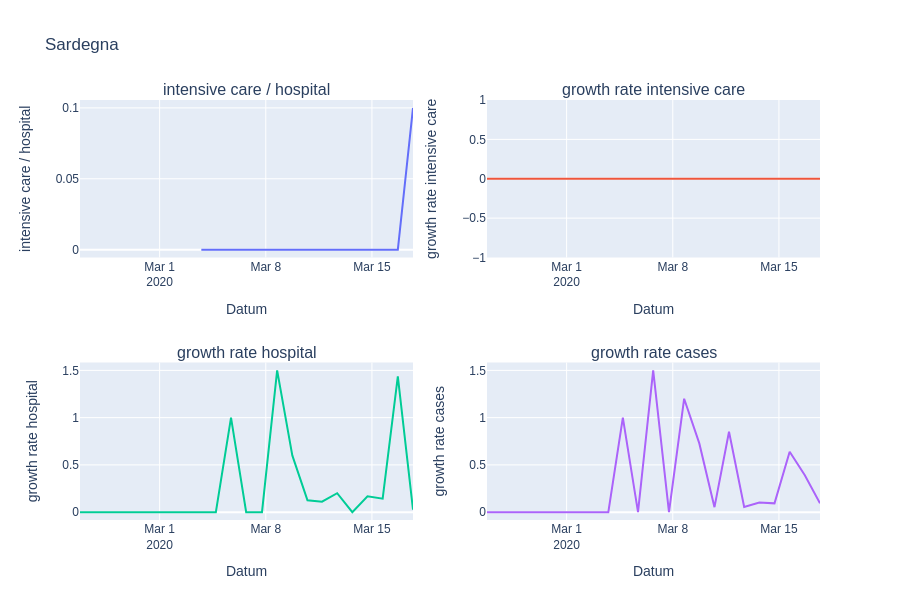 Sardegna
intensive care / hospital
growth rate intensive care
intensive care / hospital
0.1
0.05
0
Mar 1
2020
Mar 8
Mar 15
Datum
growth rate intensive care
1
0.5
0
−0.5
−1
Mar 1
2020
Mar 8
Mar 15
Datum
growth rate hospital
growth rate cases
growth rate hospital
1.5
1
0.5
0
Mar 1
2020
Mar 8
Mar 15
Datum
growth rate cases
1.5
1
0.5
0
Mar 1
2020
Mar 8
Mar 15
Datum